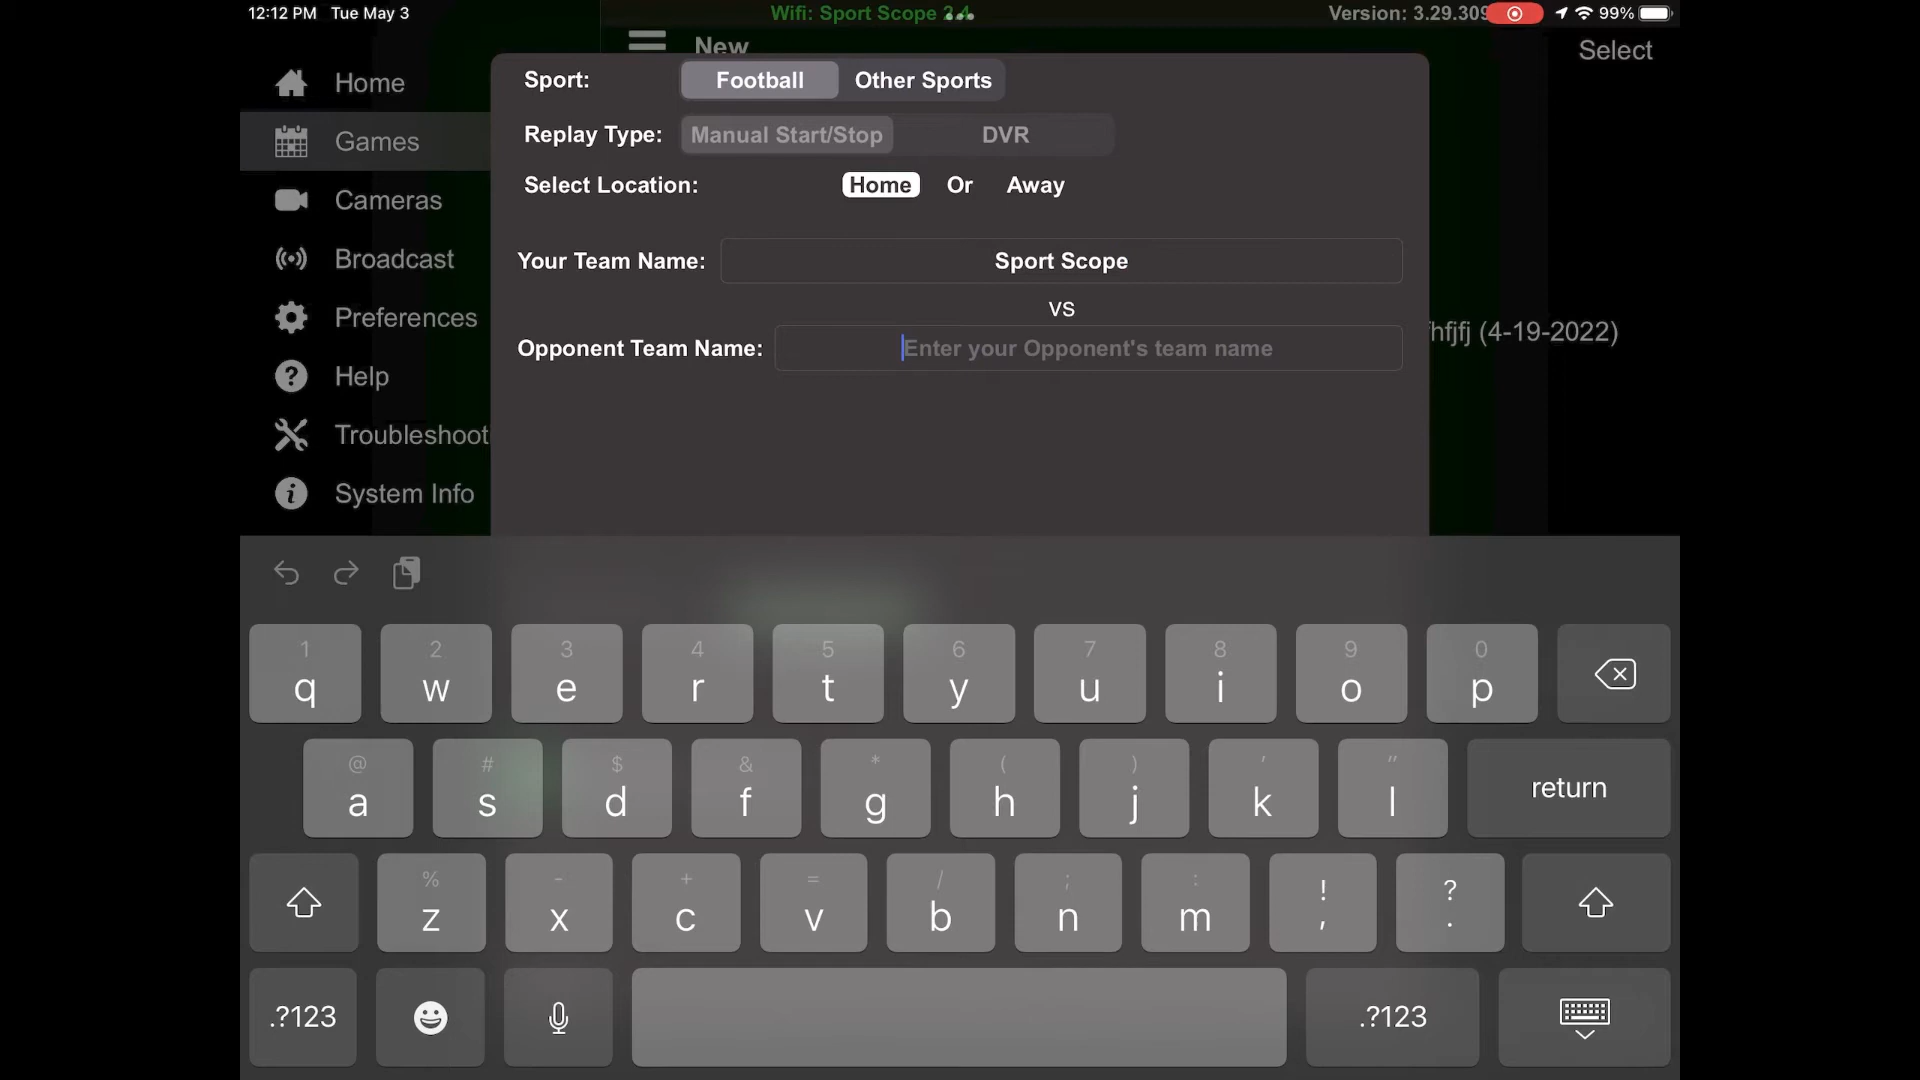 12:12 PM Tue May 3
Wifi: Sport Scope 2.4
Version: 3.29.309
99%
New
Select
Home
Games
Cameras
Broadcast
Preferences
Help
Troubleshoot
System Info
Sport: Football Other Sports
Replay Type: Manual Start/Stop DVR
Select Location: Home Or Away
Your Team Name: Sport Scope
vs
Opponent Team Name: Enter your Opponent's team name
hfjfj (4-19-2022)
1 2 3 4 5 6 7 8 9 0
q w e r t y u i o p
@ # $ & * ( ) ' "
a s d f g h j k l return
% - + = / ; : ! ?
z x c v b n m , .
.?123 .?123